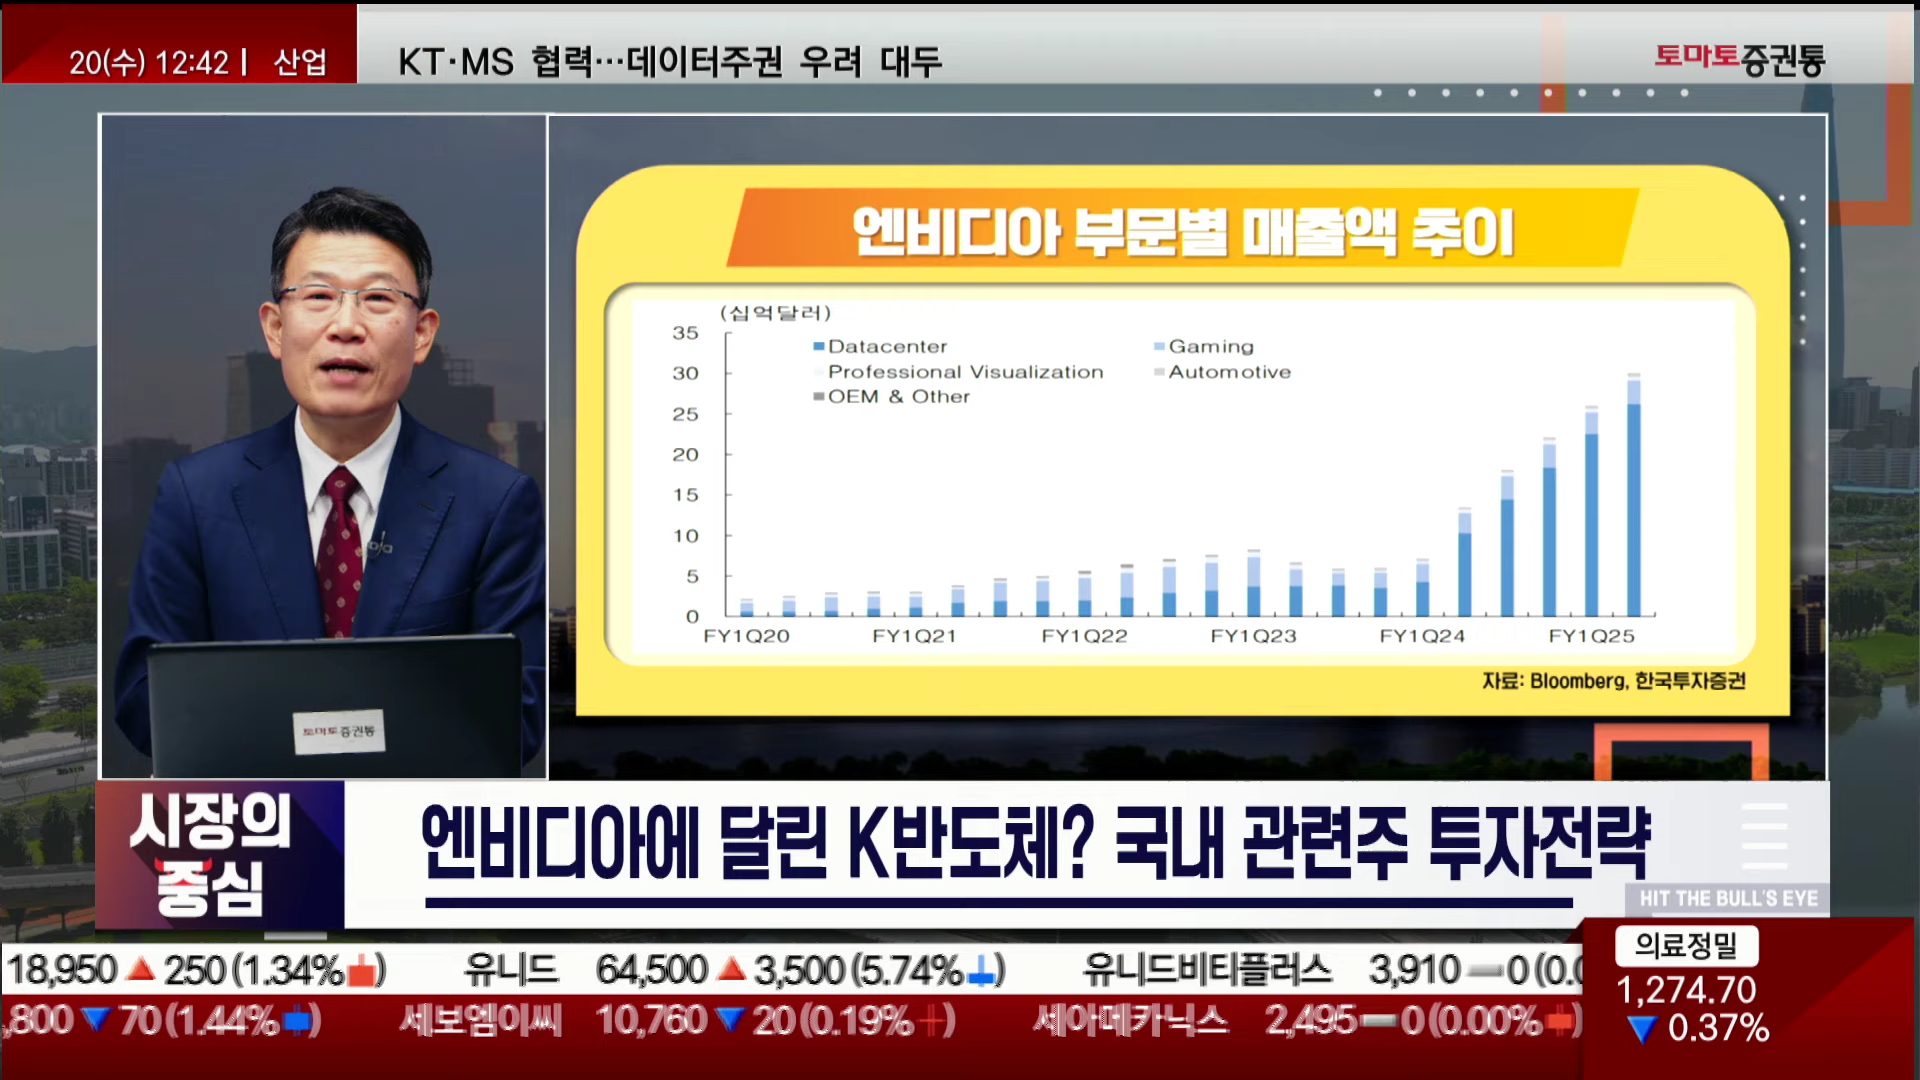 20(수) 12:42 | 산업
KT·MS 협력…데이터주권 우려 대두
토마토증권통
엔비디아 부문별 매출액 추이
(십억달러)
35
30
25
20
15
10
5
0
Datacenter
Gaming
Professional Visualization
Automotive
OEM & Other
FY1Q20
FY1Q21
FY1Q22
FY1Q23
FY1Q24
FY1Q25
자료: Bloomberg, 한국투자증권
토마토증권통
시장의
중심
엔비디아에 달린 K반도체? 국내 관련주 투자전략
HIT THE BULL'S EYE
18,950 ▲ 250(1.34%) 유니드 64,500 ▲ 3,500(5.74%) 유니드비티플러스 3,910 0(0.0
,800 ▼ 70(1.44%) 세보엠이씨 10,760 ▼ 20(0.19%) 세아메카닉스 2,495 0(0.00%)
의료정밀
1,274.70
▼ 0.37%